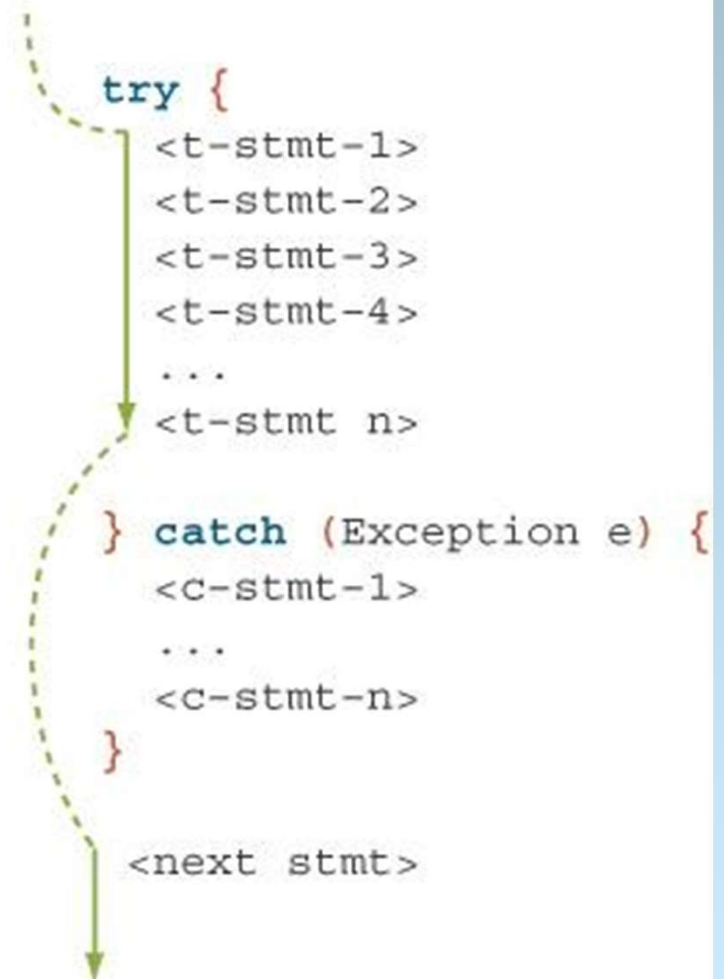 try {
<t-stmt-1>
<t-stmt-2>
<t-stmt-3>
<t-stmt-4>
...
<t-stmt n>
} catch (Exception e) {
<c-stmt-1>
...
<c-stmt-n>
}
<next stmt>